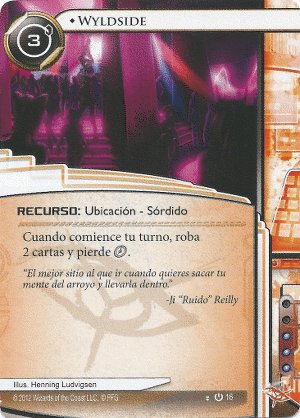 3
♦ WYLDSIDE
RECURSO: Ubicación - Sórdido
Cuando comience tu turno, roba
2 cartas y pierde .
"El mejor sitio al que ir cuando quieres sacar tu
mente del arroyo y llevarla dentro."
-Ji "Ruido" Reilly
Illus. Henning Ludvigsen
© 2012 Wizards of the Coast LLC. © FFG
16